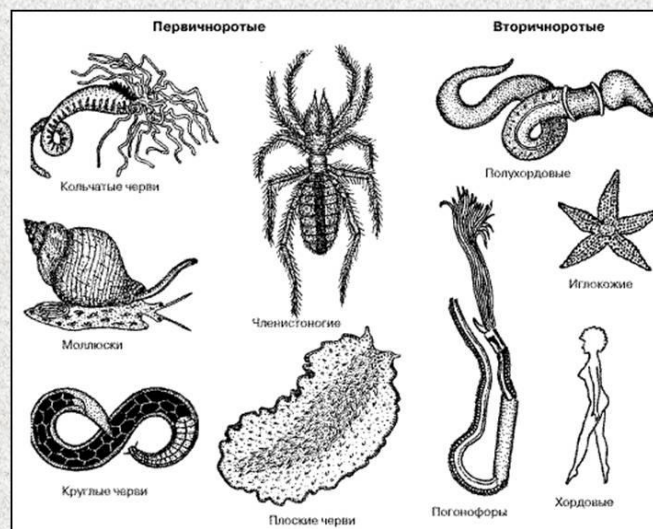 Первичноротые
Вторичноротые
Кольчатые черви
Полухордовые
Моллюски
Членистоногие
Иглокожие
Круглые черви
Плоские черви
Погонофоры
Хордовые